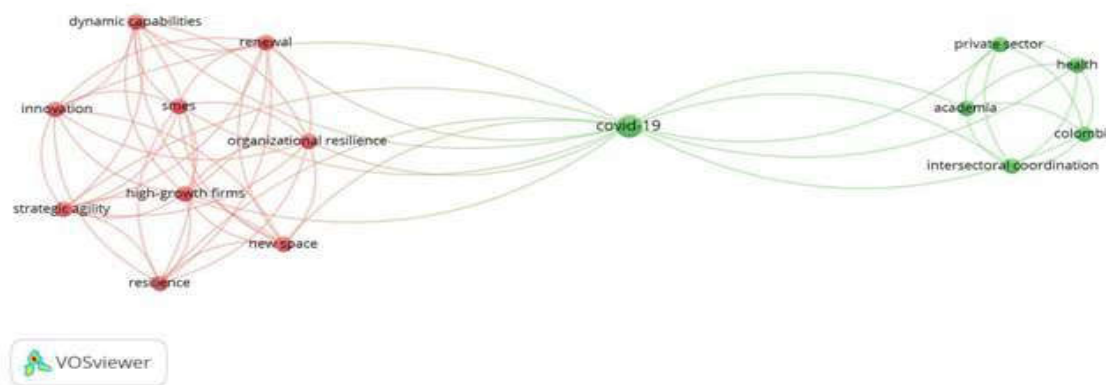 dynamic capabilities
renewal
private sector
health
innovation
smes
academia
covid-19
organizational resilience
colombi
intersectoral coordination
high-growth firms
strategic agility
new space
resilience
VOSviewer